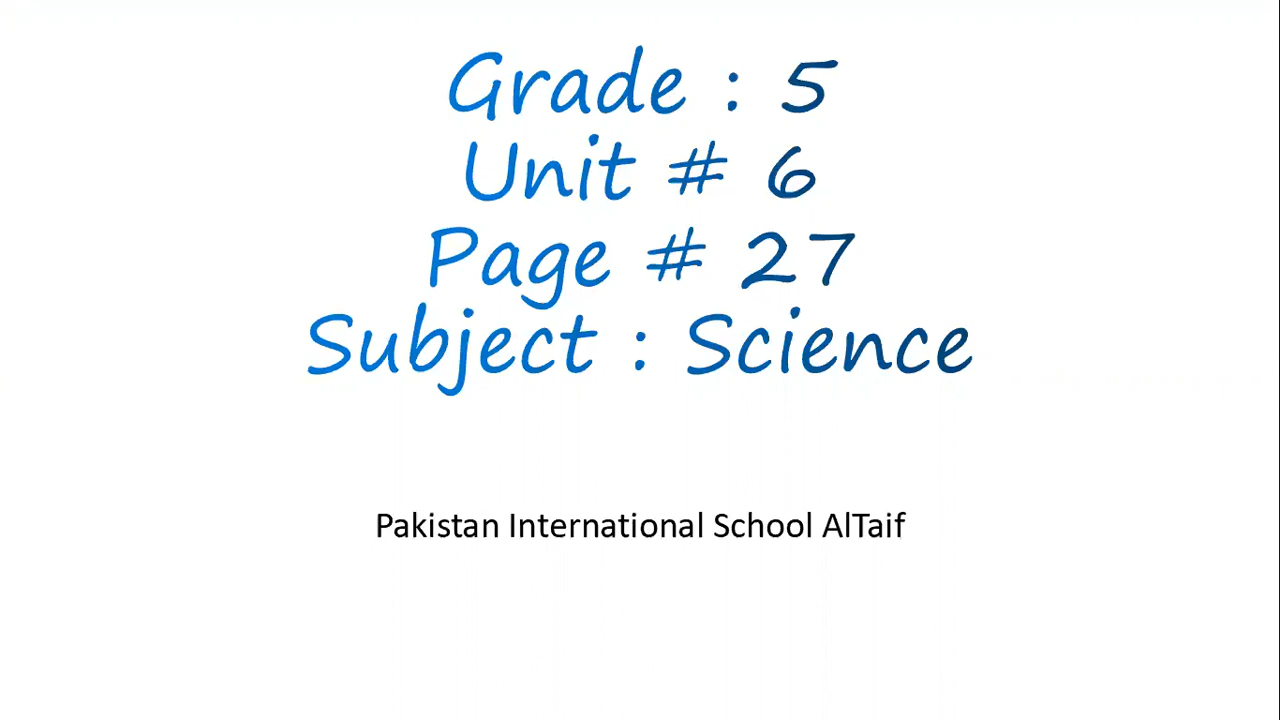 Grade : 5
Unit # 6
Page # 27
Subject : Science
Pakistan International School AlTaif